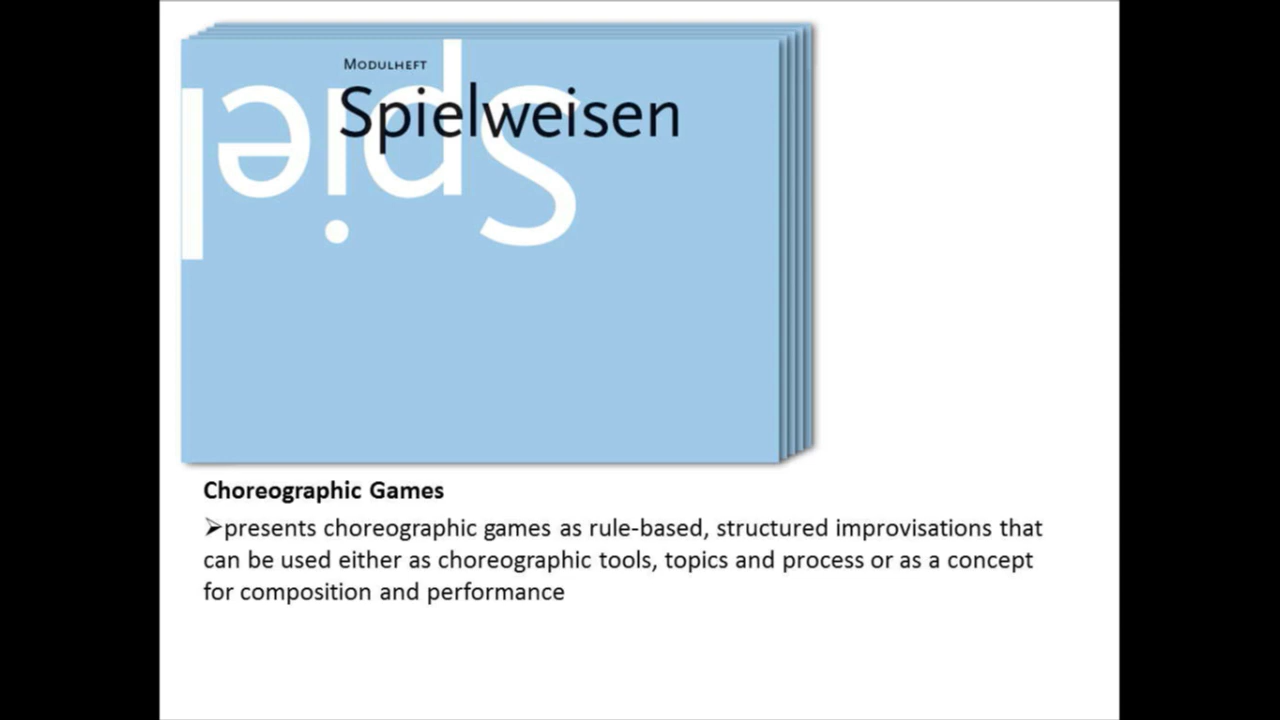 Modulheft
Spielweisen
Spiel
Choreographic Games
➢presents choreographic games as rule-based, structured improvisations that
can be used either as choreographic tools, topics and process or as a concept
for composition and performance